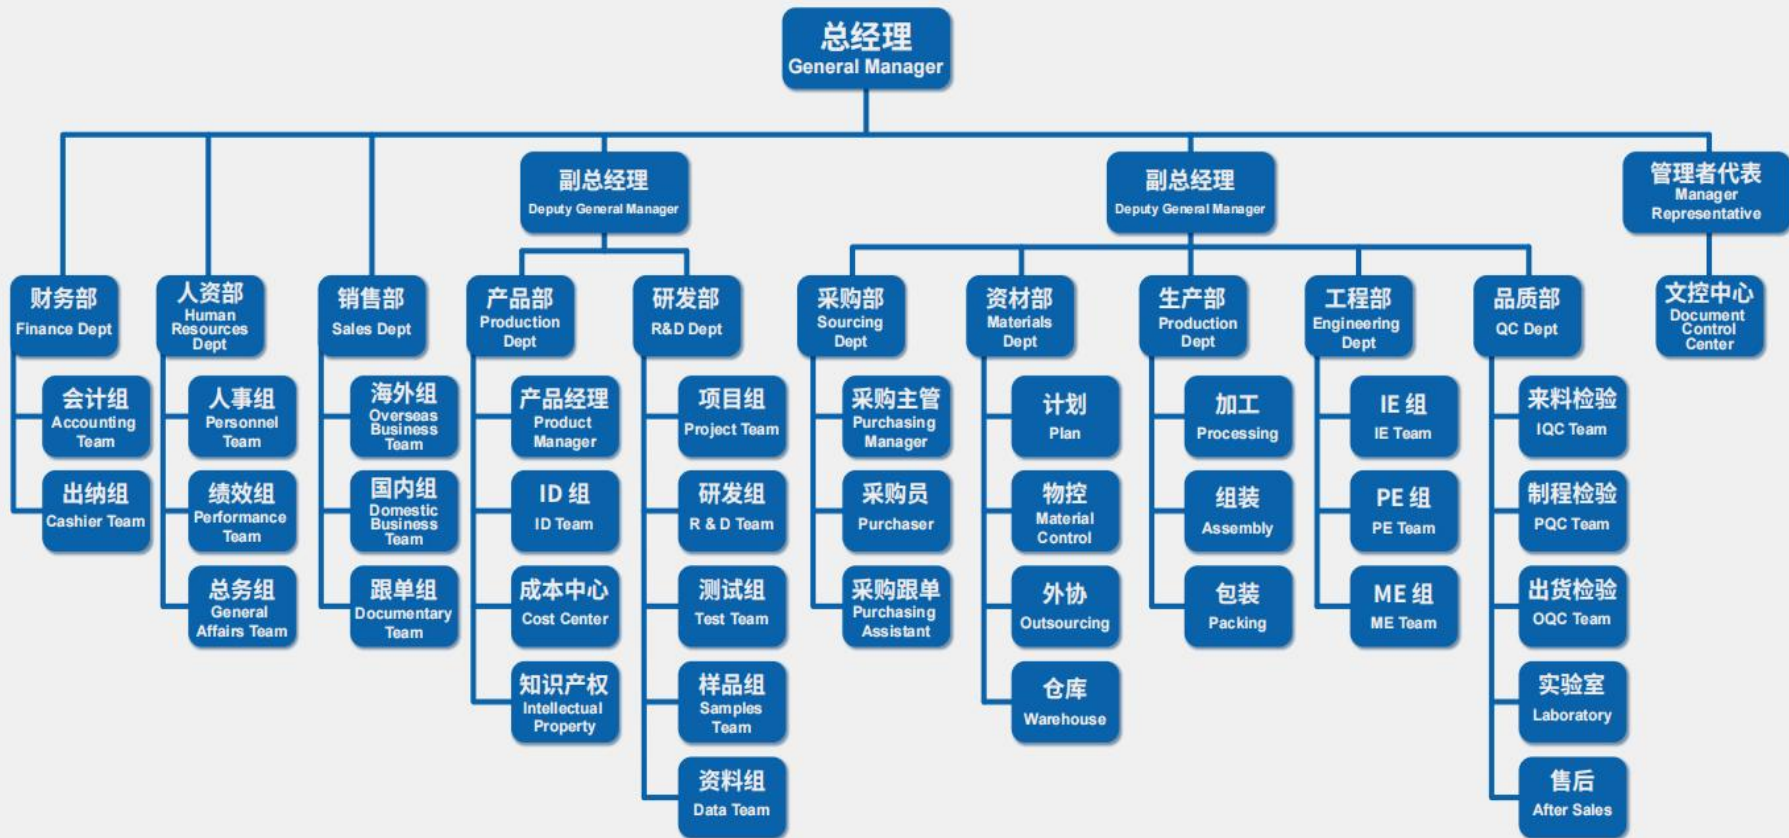 总经理
General Manager
副总经理
Deputy General Manager
副总经理
Deputy General Manager
管理者代表
Manager
Representative
财务部
Finance Dept
人资部
Human
Resources
Dept
销售部
Sales Dept
产品部
Production
Dept
研发部
R&D Dept
采购部
Sourcing
Dept
资材部
Materials
Dept
生产部
Production
Dept
工程部
Engineering
Dept
品质部
QC Dept
文控中心
Document
Control
Center
会计组
Accounting
Team
人事组
Personnel
Team
海外组
Overseas
Business
Team
产品经理
Product
Manager
项目组
Project Team
采购主管
Purchasing
Manager
计划
Plan
加工
Processing
IE 组
IE Team
来料检验
IQC Team
出纳组
Cashier Team
绩效组
Performance
Team
国内组
Domestic
Business
Team
ID 组
ID Team
研发组
R & D Team
采购员
Purchaser
物控
Material
Control
组装
Assembly
PE 组
PE Team
制程检验
PQC Team
总务组
General
Affairs Team
跟单组
Documentary
Team
成本中心
Cost Center
测试组
Test Team
采购跟单
Purchasing
Assistant
外协
Outsourcing
包装
Packing
ME 组
ME Team
出货检验
OQC Team
知识产权
Intellectual
Property
样品组
Samples
Team
仓库
Warehouse
实验室
Laboratory
资料组
Data Team
售后
After Sales